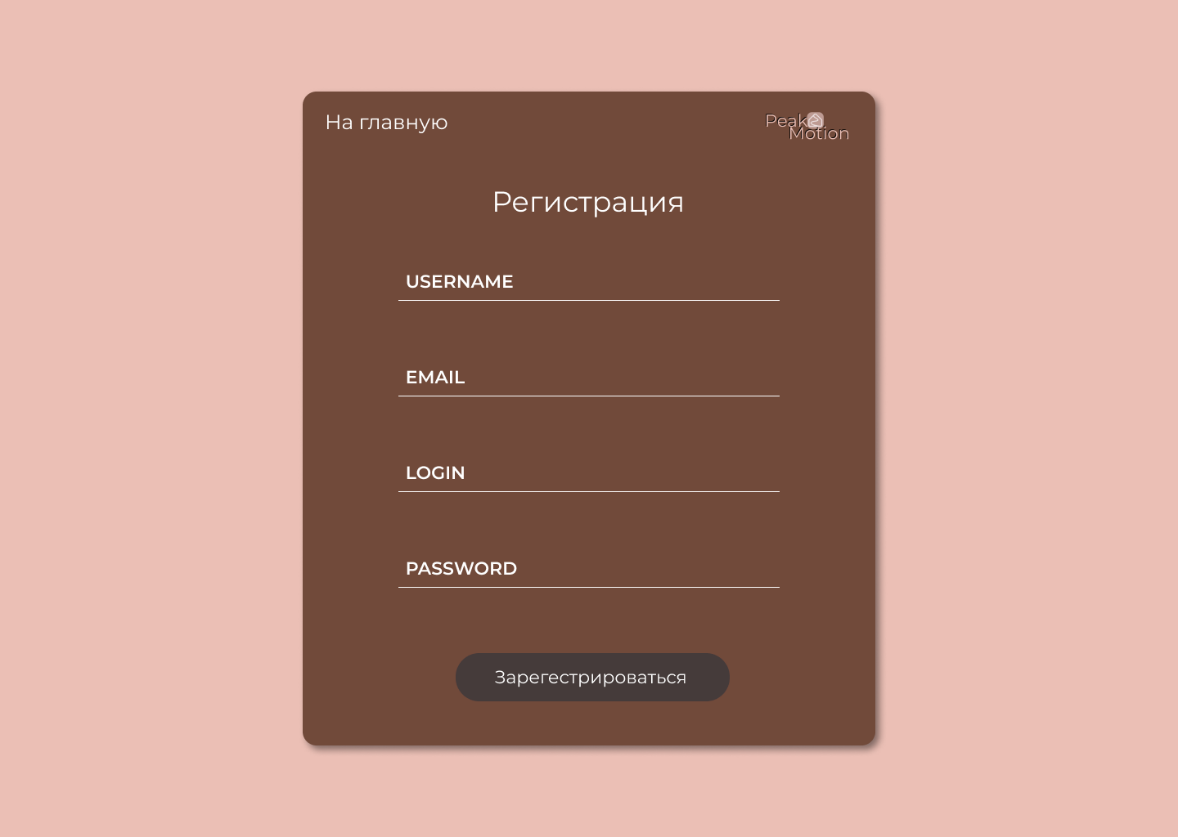 На главную
Peak
Motion
Регистрация
USERNAME
EMAIL
LOGIN
PASSWORD
Зарегестрироваться